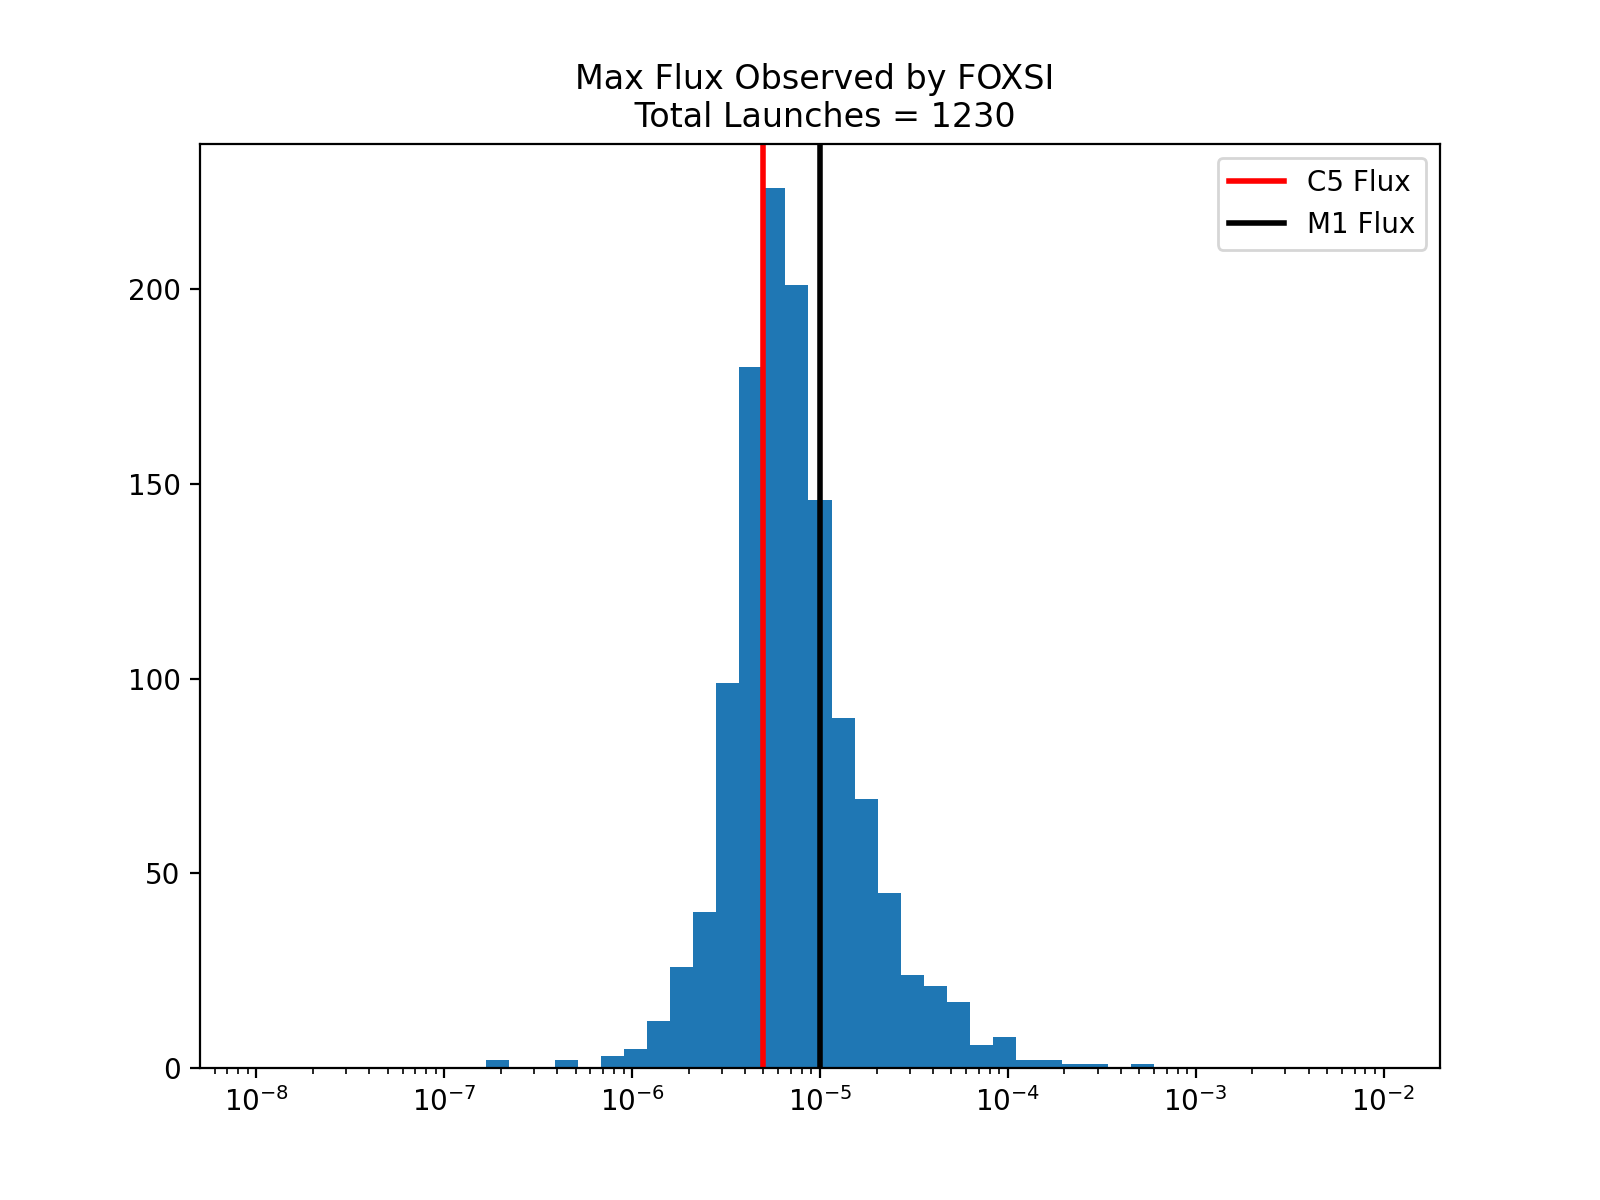 Max Flux Observed by FOXSI
Total Launches = 1230
C5 Flux
M1 Flux
200
150
100
50
0
10⁻⁸ 10⁻⁷ 10⁻⁶ 10⁻⁵ 10⁻⁴ 10⁻³ 10⁻²